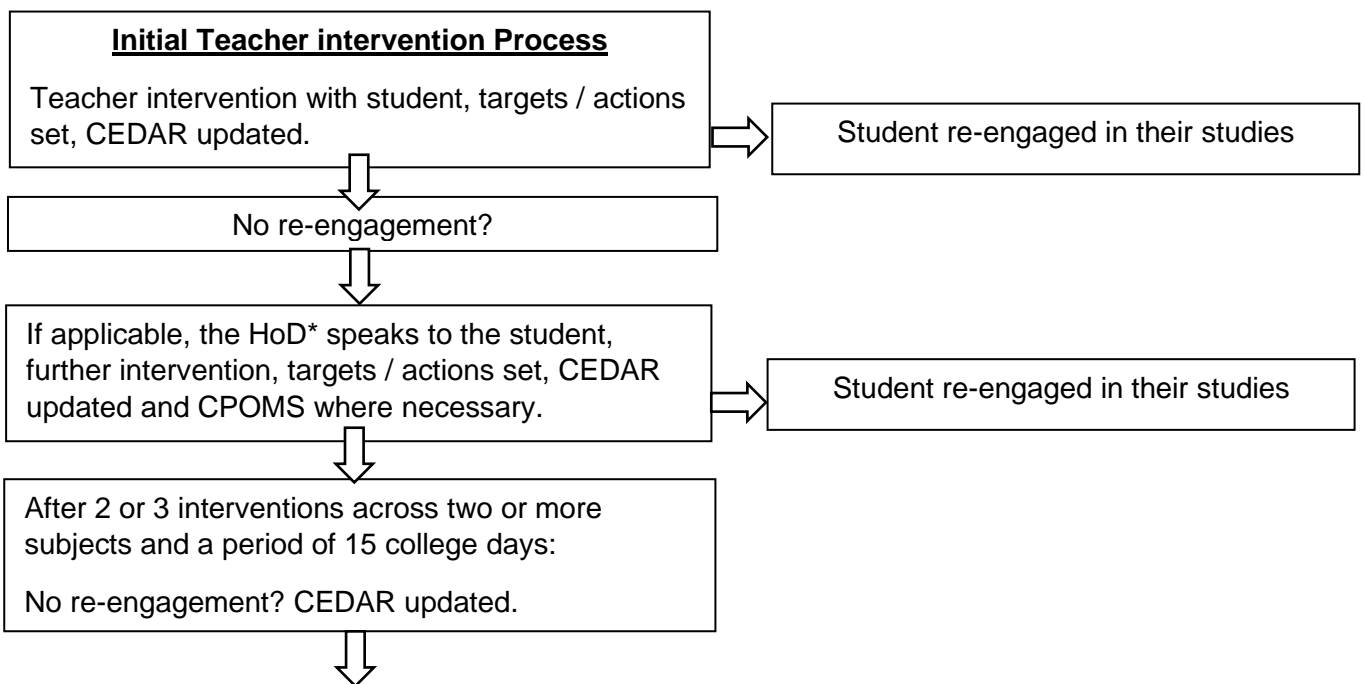 Initial Teacher intervention Process
Teacher intervention with student, targets / actions
set, CEDAR updated.
Student re-engaged in their studies
No re-engagement?
If applicable, the HoD* speaks to the student,
further intervention, targets / actions set, CEDAR
updated and CPOMS where necessary.
Student re-engaged in their studies
After 2 or 3 interventions across two or more
subjects and a period of 15 college days:
No re-engagement? CEDAR updated.